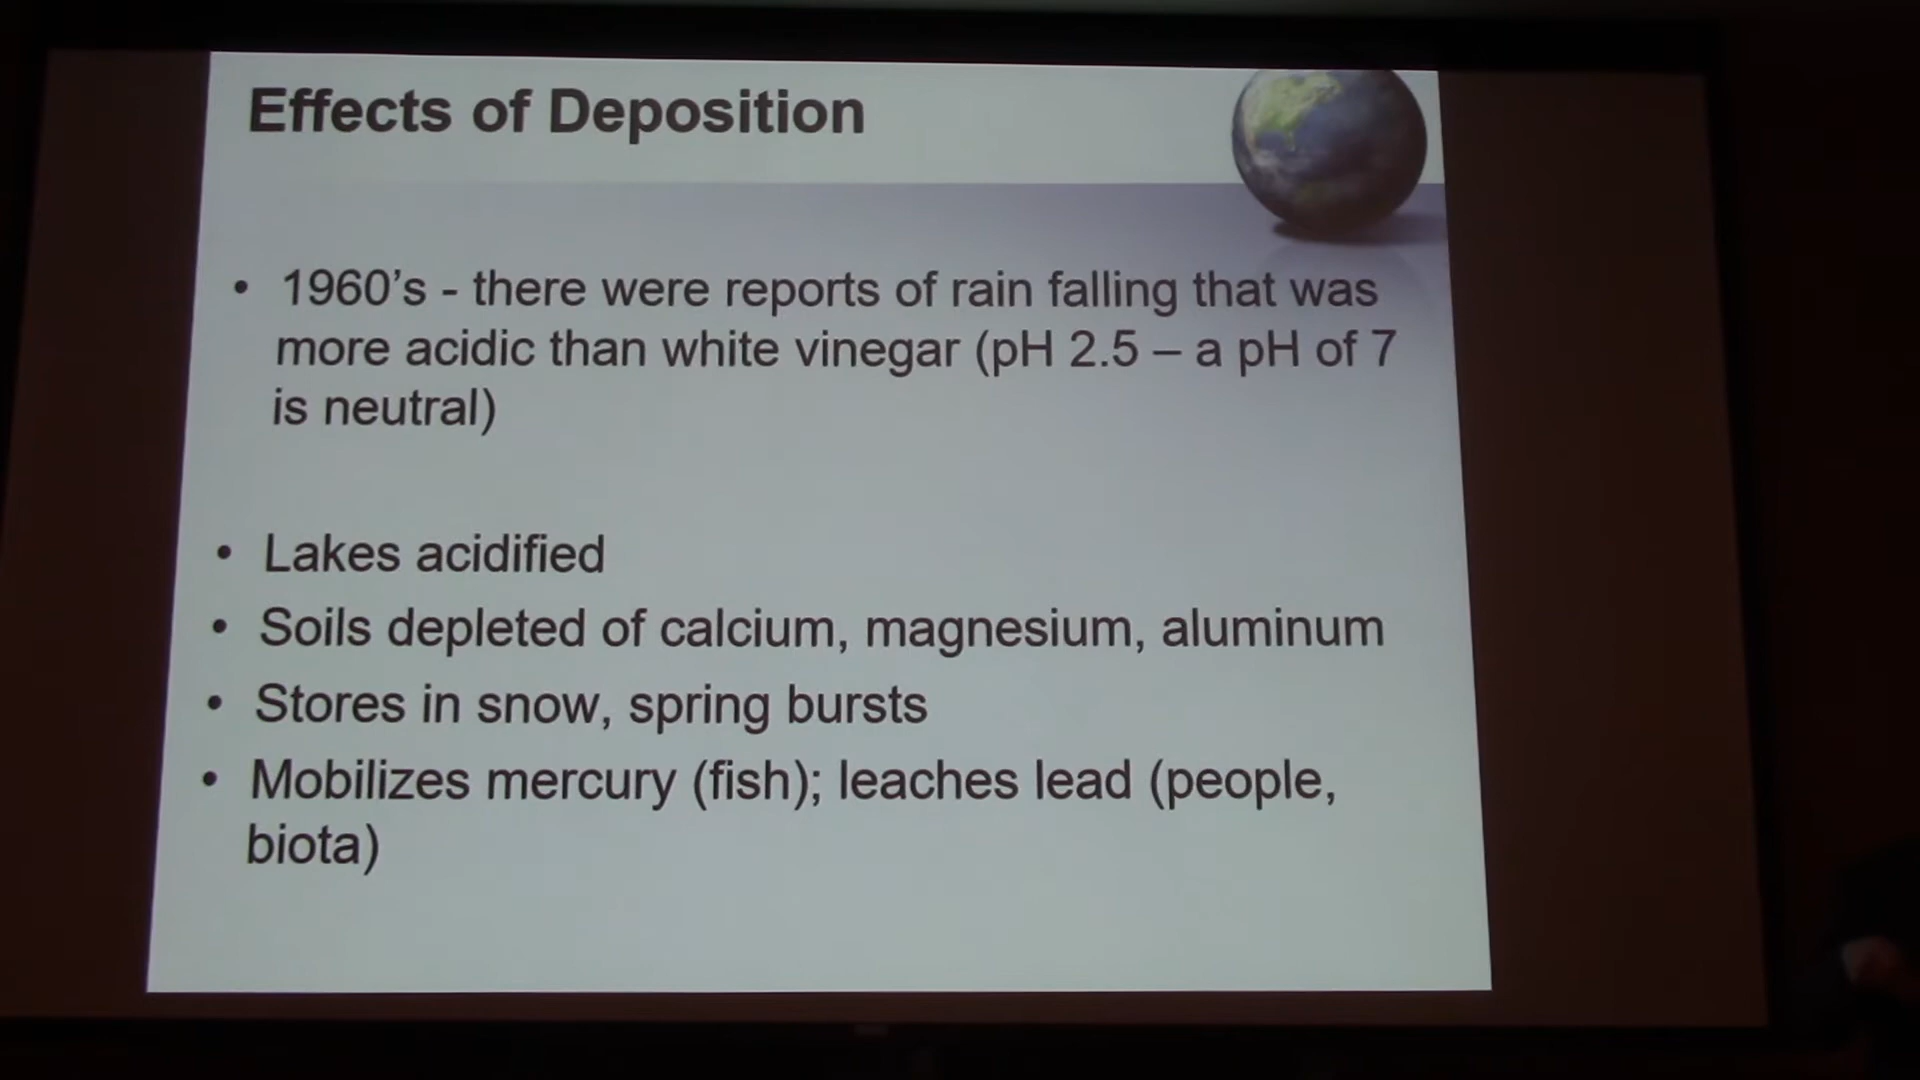 Effects of Deposition
• 1960’s - there were reports of rain falling that was
more acidic than white vinegar (pH 2.5 – a pH of 7
is neutral)
• Lakes acidified
• Soils depleted of calcium, magnesium, aluminum
• Stores in snow, spring bursts
• Mobilizes mercury (fish); leaches lead (people,
biota)